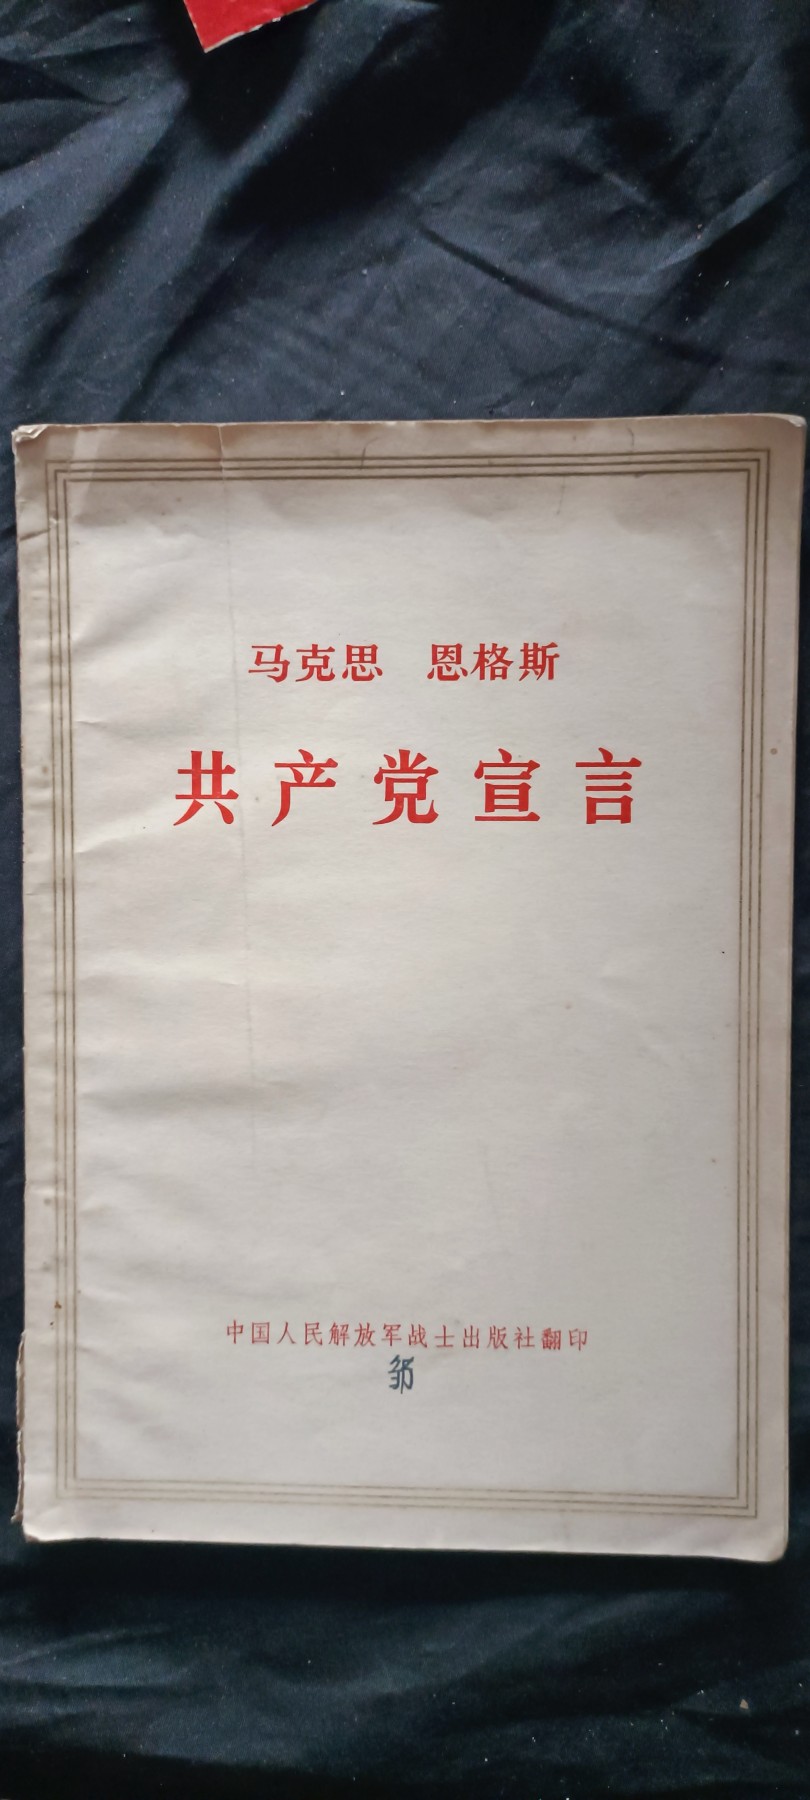 马克思 恩格斯
共产党宣言
中国人民解放军战士出版社翻印
邹